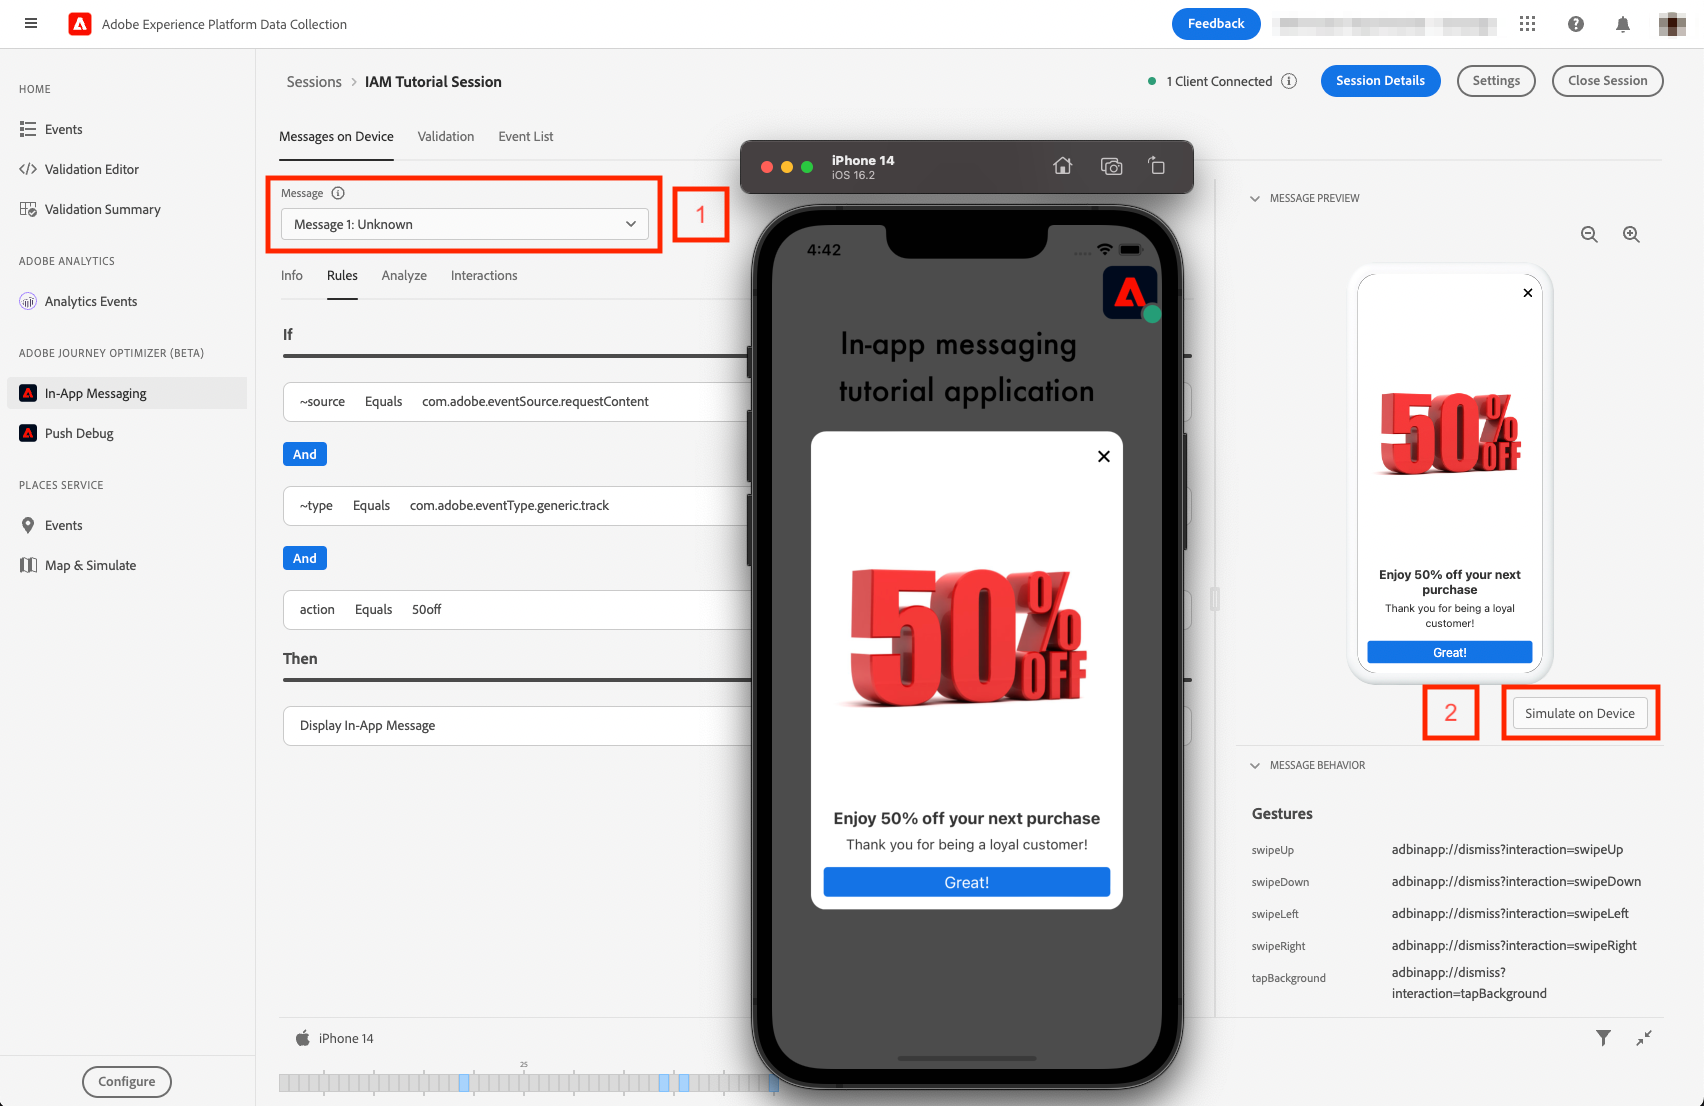 Adobe Experience Platform Data Collection
Feedback
HOME
Events
Validation Editor
Validation Summary
ADOBE ANALYTICS
Analytics Events
ADOBE JOURNEY OPTIMIZER (BETA)
In-App Messaging
Push Debug
PLACES SERVICE
Events
Map & Simulate
Configure
Sessions > IAM Tutorial Session
1 Client Connected
Session Details
Settings
Close Session
Messages on Device
Validation
Event List
Message
Message 1: Unknown
1
Info
Rules
Analyze
Interactions
If
~source Equals com.adobe.eventSource.requestContent
And
~type Equals com.adobe.eventType.generic.track
And
action Equals 50off
Then
Display In-App Message
iPhone 14
iOS 16.2
4:42
In-app messaging
tutorial application
50%
OFF
Enjoy 50% off your next purchase
Thank you for being a loyal customer!
Great!
MESSAGE PREVIEW
50%
OFF
Enjoy 50% off your next
purchase
Thank you for being a loyal
customer!
Great!
2
Simulate on Device
MESSAGE BEHAVIOR
Gestures
swipeUp adbinapp://dismiss?interaction=swipeUp
swipeDown adbinapp://dismiss?interaction=swipeDown
swipeLeft adbinapp://dismiss?interaction=swipeLeft
swipeRight adbinapp://dismiss?interaction=swipeRight
tapBackground adbinapp://dismiss?
interaction=tapBackground
iPhone 14
25